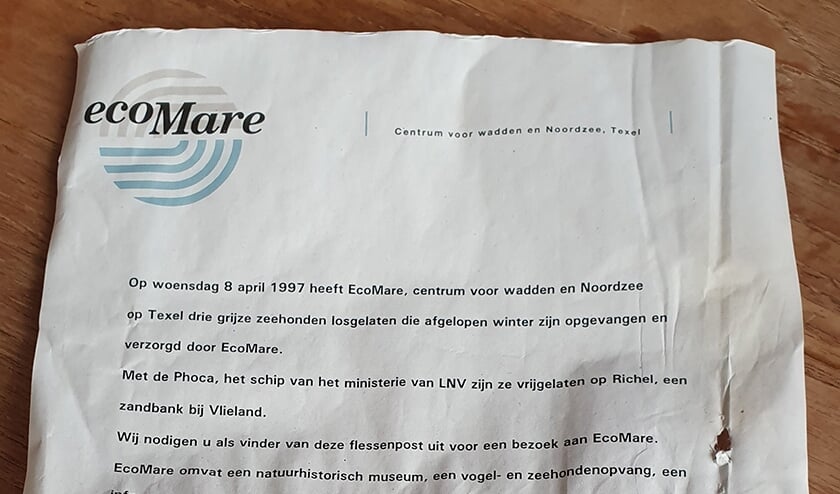 ecoMare
Centrum voor wadden en Noordzee, Texel
Op woensdag 8 april 1997 heeft EcoMare, centrum voor wadden en Noordzee
op Texel drie grijze zeehonden losgelaten die afgelopen winter zijn opgevangen en
verzorgd door EcoMare.
Met de Phoca, het schip van het ministerie van LNV zijn ze vrijgelaten op Richel, een
zandbank bij Vlieland.
Wij nodigen u als vinder van deze flessenpost uit voor een bezoek aan EcoMare.
EcoMare omvat een natuurhistorisch museum, een vogel- en zeehondenopvang, een